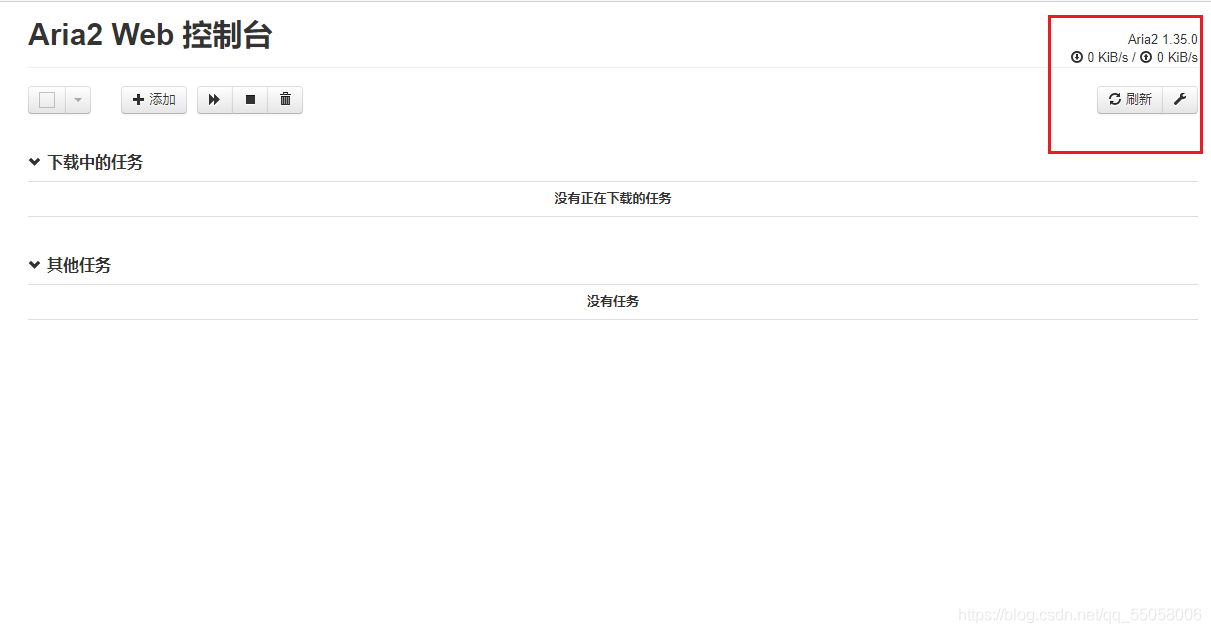 Aria2 Web 控制台
Aria2 1.35.0
0 KiB/s / 0 KiB/s
添加
刷新
下载中的任务
没有正在下载的任务
其他任务
没有任务
https://blog.csdn.net/qq_55058006